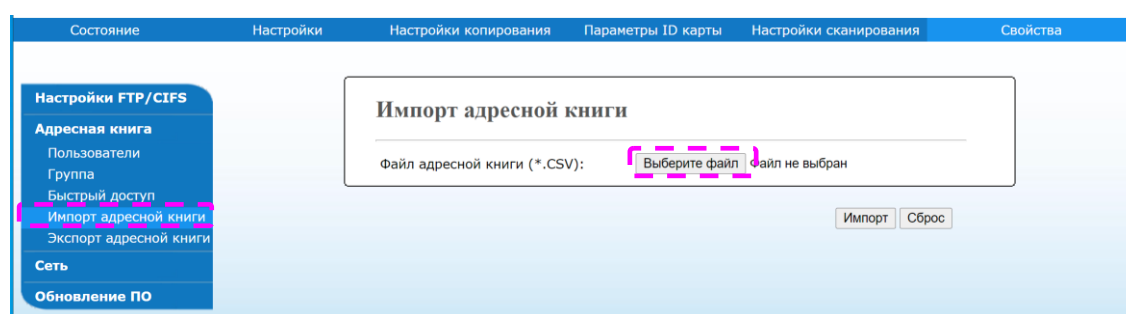 Состояние Настройки Настройки копирования Параметры ID карты Настройки сканирования Свойства
Настройки FTP/CIFS
Адресная книга
Пользователи
Группа
Быстрый доступ
Импорт адресной книги
Экспорт адресной книги
Сеть
Обновление ПО
Импорт адресной книги
Файл адресной книги (*.CSV): Выберите файл Файл не выбран
Импорт Сброс